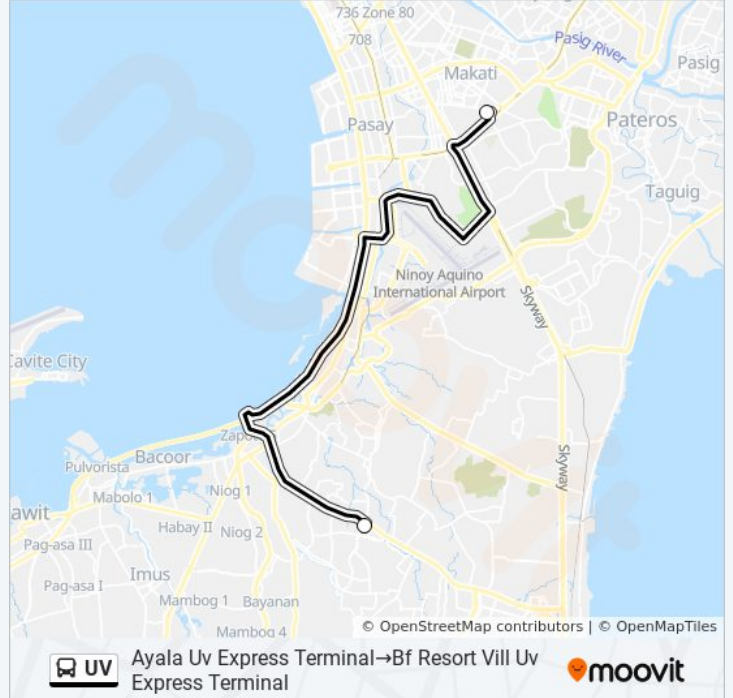 736 Zone 80
708
Pasig River
Pasig
Makati
Pasay
Pateros
Taguig
Ninoy Aquino
International Airport
Skyway
Cavite City
Skyway
Bacoor
Pulvorista
Mabolo 1
Niog 1
Habay II
Niog 2
Pag-asa III
Imus
Pag-asa I
Mambog 1
Bayanan
Mambog 4
© OpenStreetMap contributors | © OpenMapTiles
UV
Ayala Uv Express Terminal→Bf Resort Vill Uv
Express Terminal
moovit